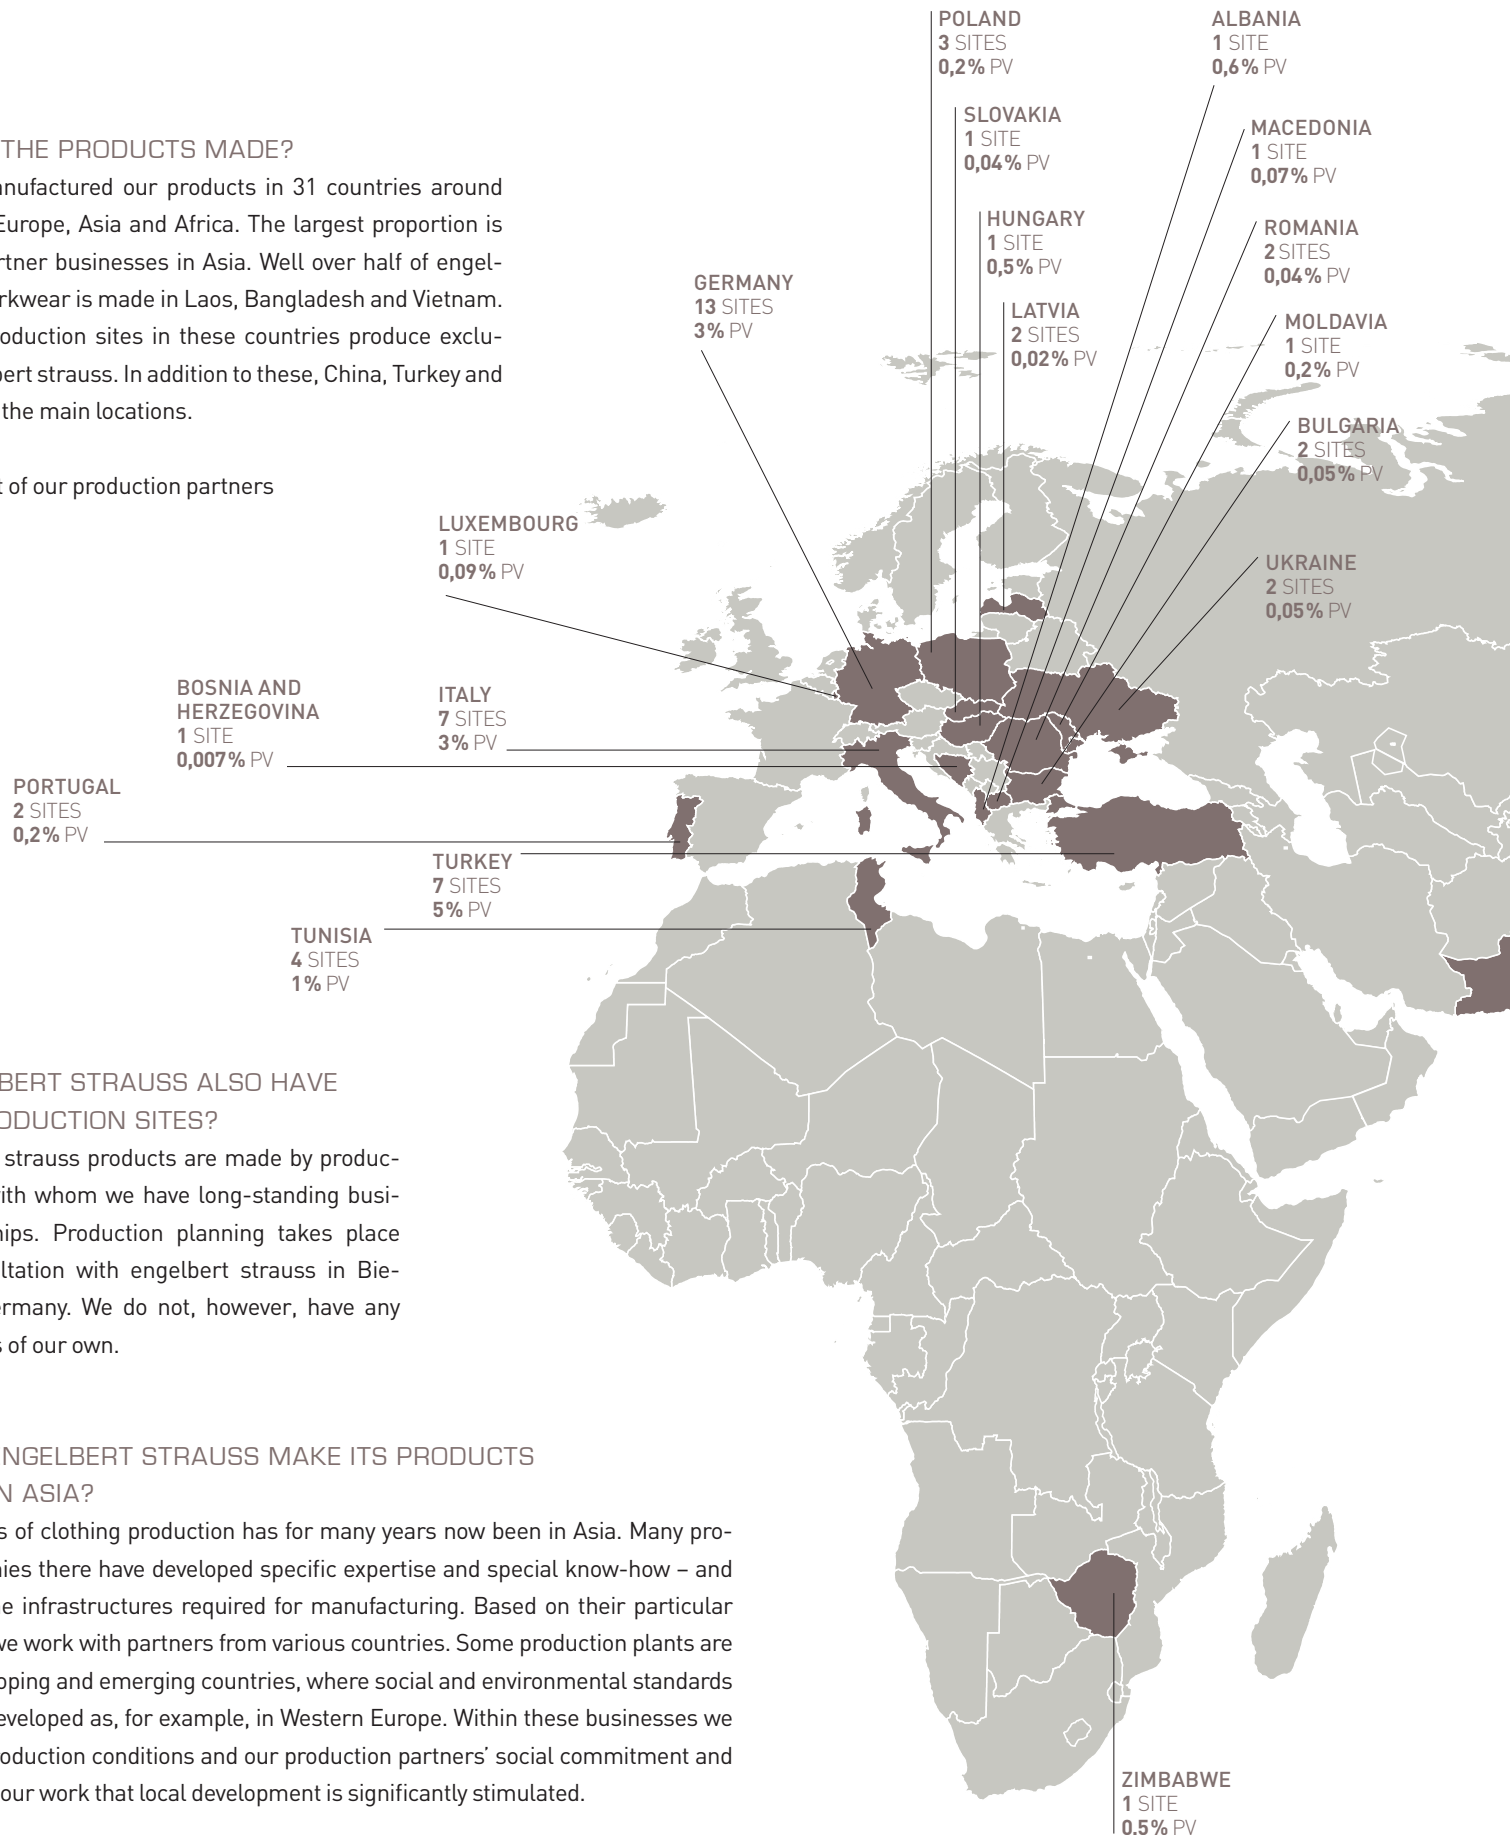 POLAND
3 SITES
0,2% PV
ALBANIA
1 SITE
0,6% PV
SLOVAKIA
1 SITE
0,04% PV
MACEDONIA
1 SITE
0,07% PV
HUNGARY
1 SITE
0,5% PV
ROMANIA
2 SITES
0,04% PV
GERMANY
13 SITES
3% PV
LATVIA
2 SITES
0,02% PV
MOLDAVIA
1 SITE
0,2% PV
BULGARIA
2 SITES
0,05% PV
THE PRODUCTS MADE?
anufactured our products in 31 countries around
Europe, Asia and Africa. The largest proportion is
rtner businesses in Asia. Well over half of engel-
rkwear is made in Laos, Bangladesh and Vietnam.
oduction sites in these countries produce exclu-
bert strauss. In addition to these, China, Turkey and
the main locations.
t of our production partners
LUXEMBOURG
1 SITE
0,09% PV
UKRAINE
2 SITES
0,05% PV
BOSNIA AND
HERZEGOVINA
1 SITE
0,007% PV
ITALY
7 SITES
3% PV
PORTUGAL
2 SITES
0,2% PV
TURKEY
7 SITES
5% PV
TUNISIA
4 SITES
1% PV
BERT STRAUSS ALSO HAVE
ODUCTION SITES?
strauss products are made by produc-
with whom we have long-standing busi-
hips. Production planning takes place
ltation with engelbert strauss in Bie-
ermany. We do not, however, have any
s of our own.
NGELBERT STRAUSS MAKE ITS PRODUCTS
N ASIA?
s of clothing production has for many years now been in Asia. Many pro-
nies there have developed specific expertise and special know-how – and
e infrastructures required for manufacturing. Based on their particular
we work with partners from various countries. Some production plants are
oping and emerging countries, where social and environmental standards
eveloped as, for example, in Western Europe. Within these businesses we
roduction conditions and our production partners’ social commitment and
our work that local development is significantly stimulated.
ZIMBABWE
1 SITE
0,5% PV